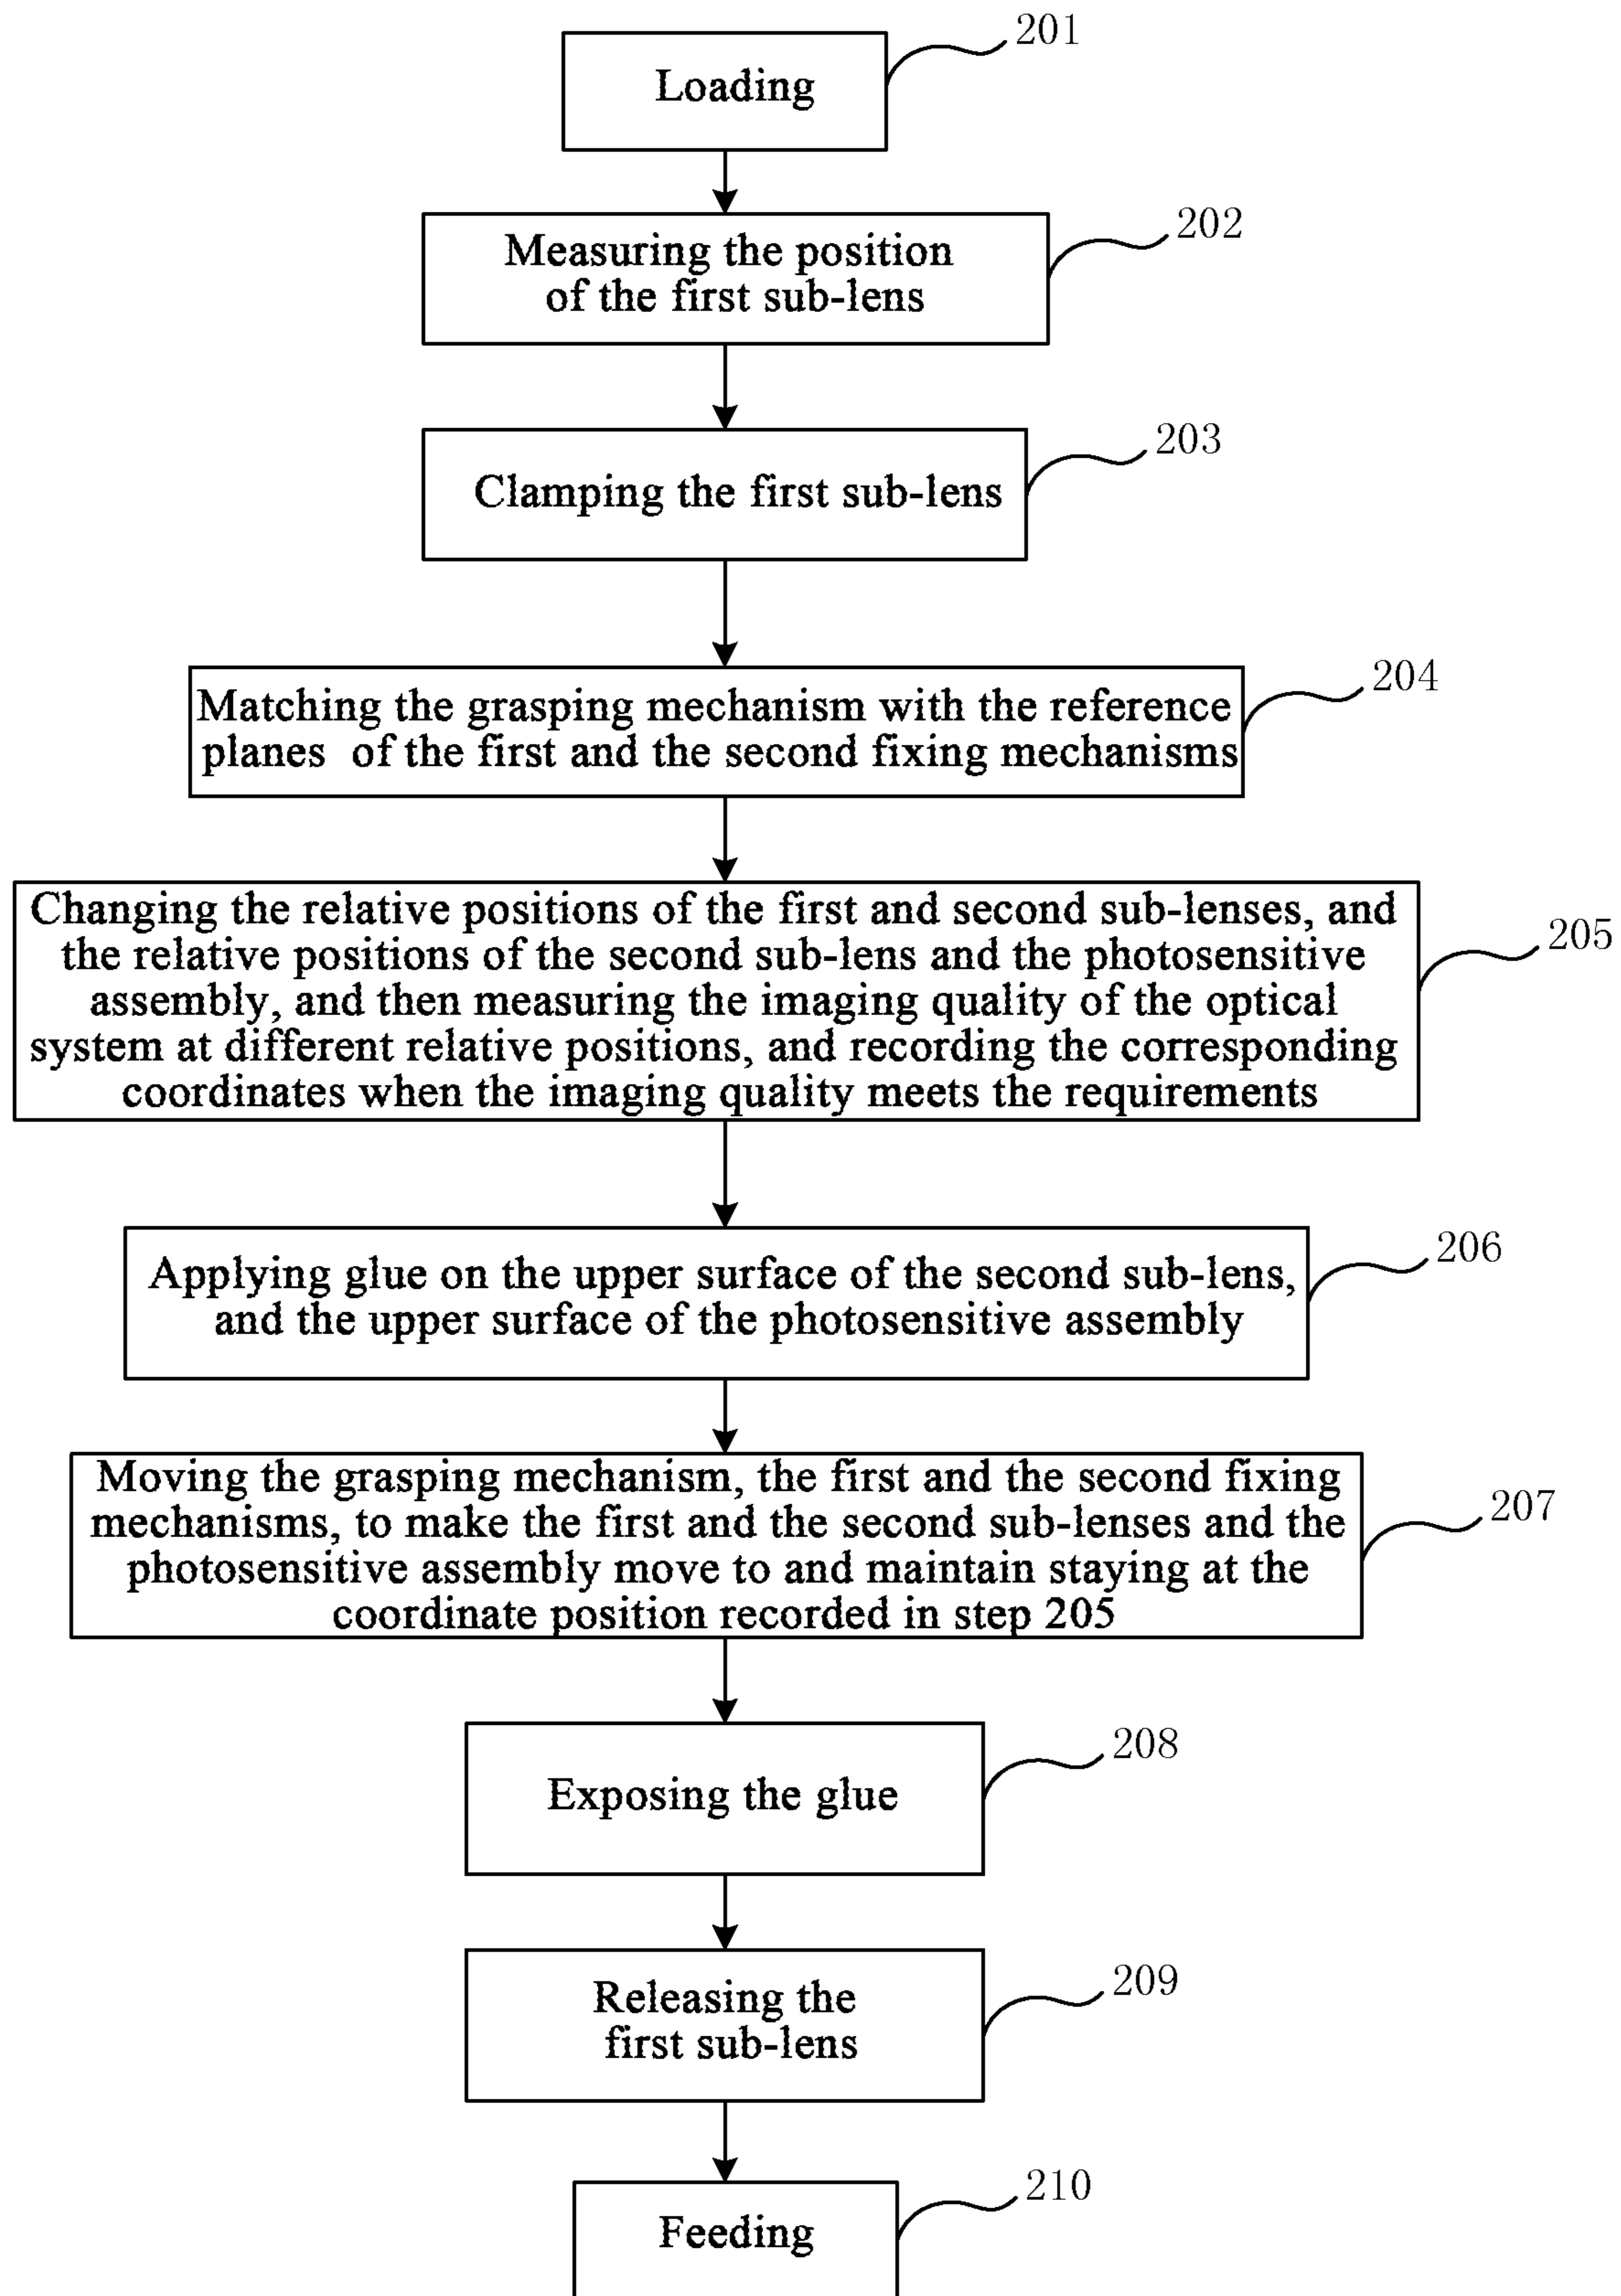 201
Loading
202
Measuring the position
of the first sub-lens
203
Clamping the first sub-lens
204
Matching the grasping mechanism with the reference
planes of the first and the second fixing mechanisms
205
Changing the relative positions of the first and second sub-lenses, and
the relative positions of the second sub-lens and the photosensitive
assembly, and then measuring the imaging quality of the optical
system at different relative positions, and recording the corresponding
coordinates when the imaging quality meets the requirements
206
Applying glue on the upper surface of the second sub-lens,
and the upper surface of the photosensitive assembly
207
Moving the grasping mechanism, the first and the second fixing
mechanisms, to make the first and the second sub-lenses and the
photosensitive assembly move to and maintain staying at the
coordinate position recorded in step 205
208
Exposing the glue
209
Releasing the
first sub-lens
210
Feeding